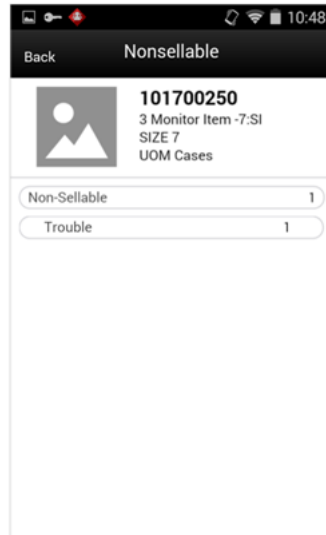 10:48
Back
Nonsellable
101700250
3 Monitor Item -7:SI
SIZE 7
UOM Cases
Non-Sellable 1
Trouble 1